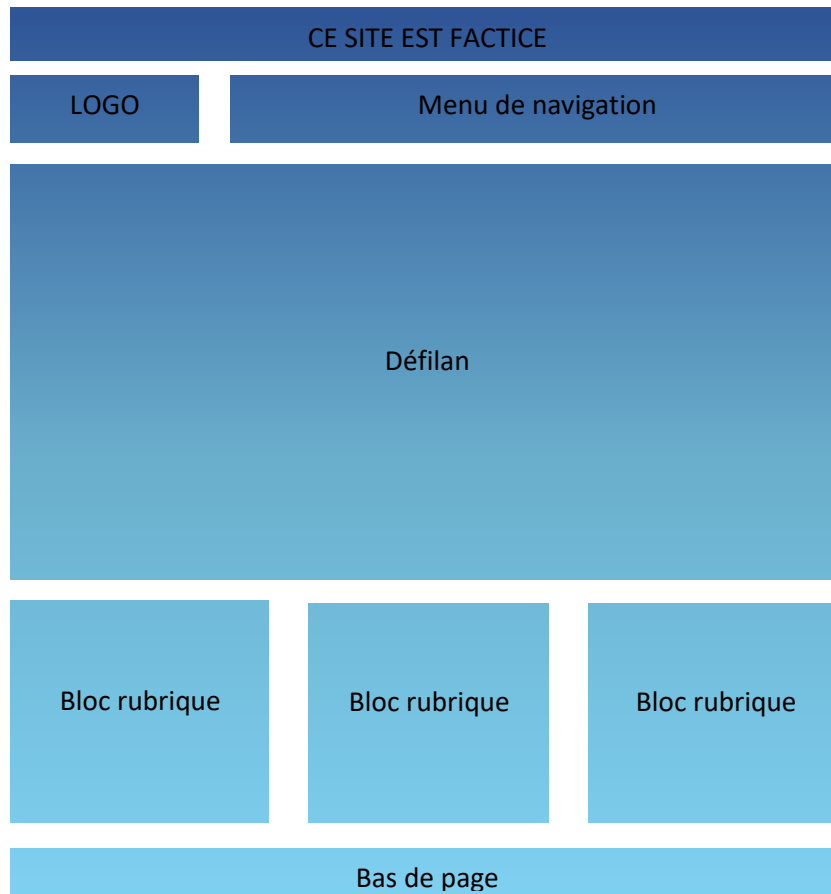 CE SITE EST FACTICE
LOGO
Menu de navigation
Défilan
Bloc rubrique
Bloc rubrique
Bloc rubrique
Bas de page